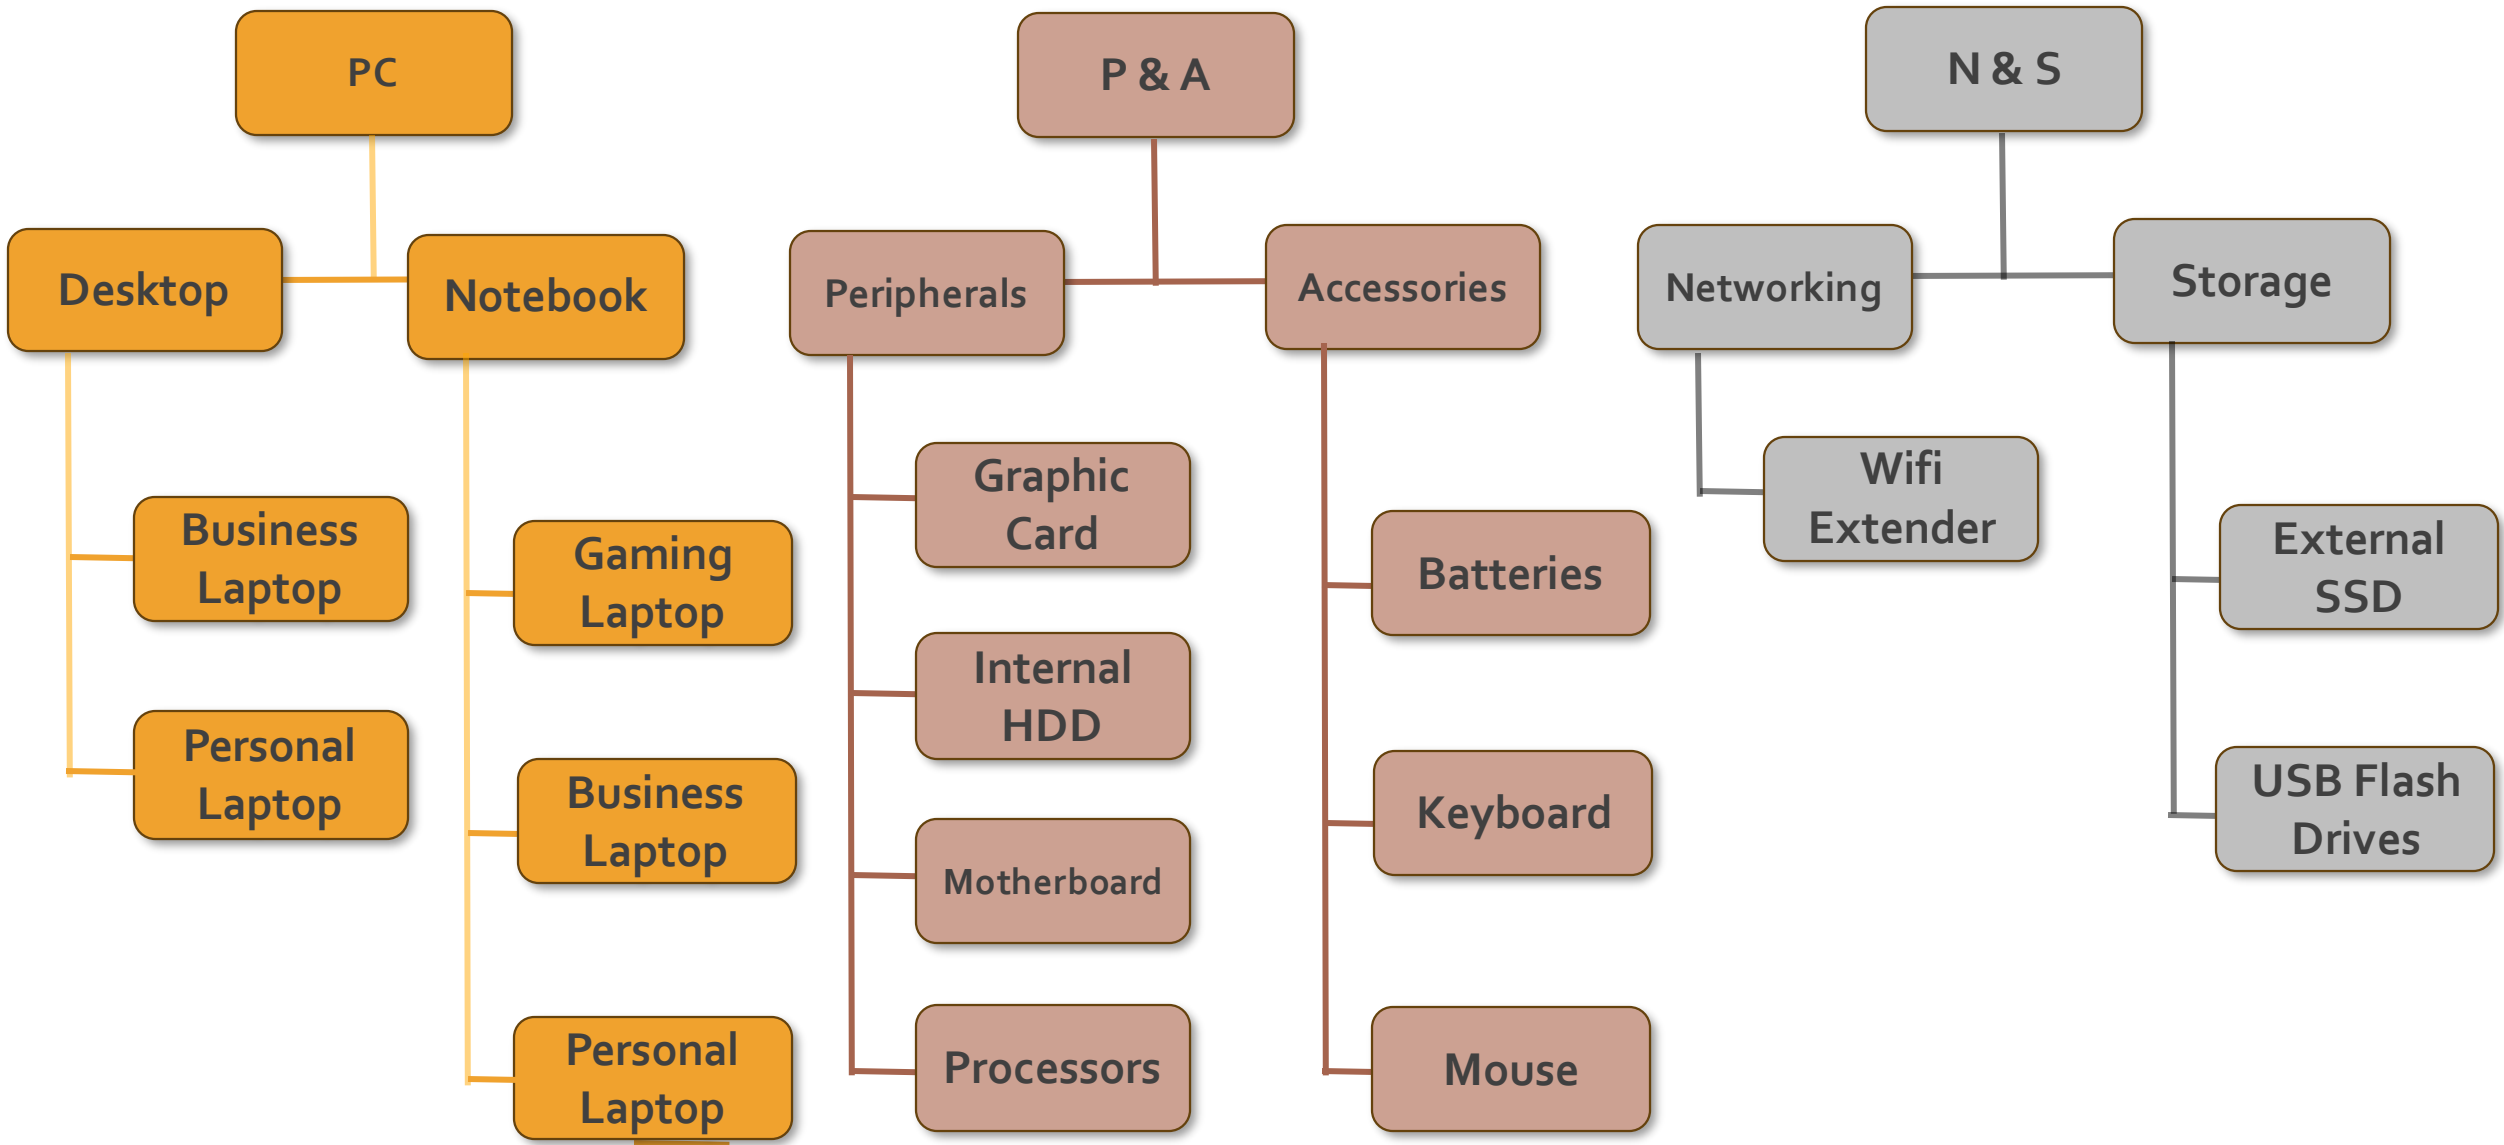 PC
P & A
N & S
Desktop
Notebook
Peripherals
Accessories
Networking
Storage
Business
Laptop
Personal
Laptop
Gaming
Laptop
Business
Laptop
Personal
Laptop
Graphic
Card
Internal
HDD
Motherboard
Processors
Batteries
Keyboard
Mouse
Wifi
Extender
External
SSD
USB Flash
Drives